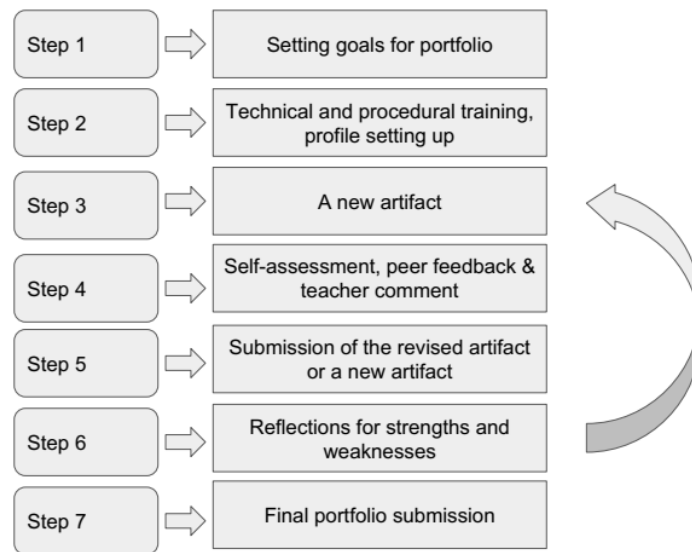 Step 1
Setting goals for portfolio
Step 2
Technical and procedural training,
profile setting up
Step 3
A new artifact
Step 4
Self-assessment, peer feedback &
teacher comment
Step 5
Submission of the revised artifact
or a new artifact
Step 6
Reflections for strengths and
weaknesses
Step 7
Final portfolio submission